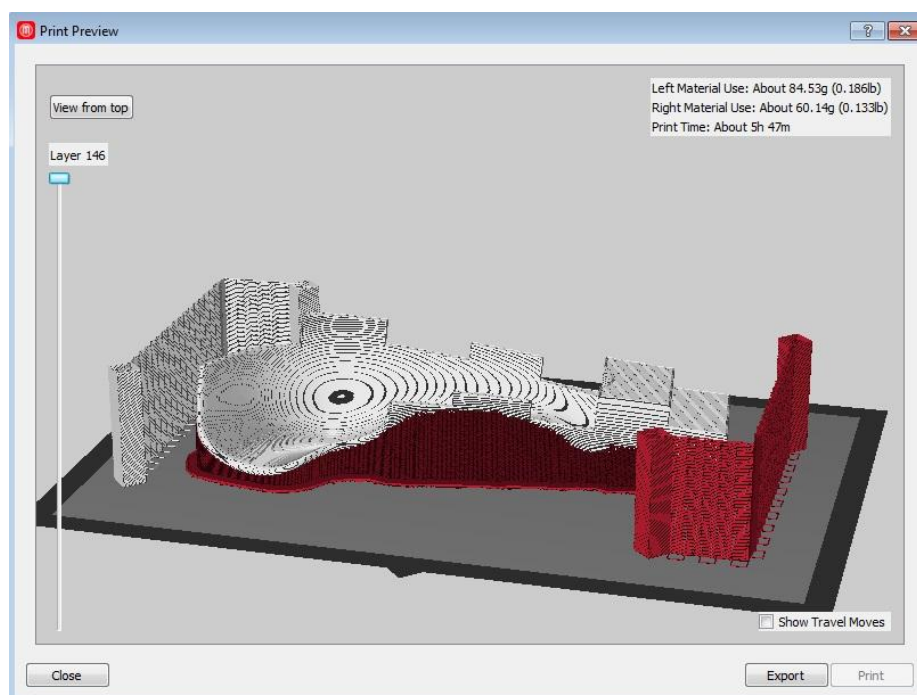 Print Preview
Left Material Use: About 84.53g (0.186lb)
Right Material Use: About 60.14g (0.133lb)
Print Time: About 5h 47m
View from top
Layer 146
Show Travel Moves
Close
Export
Print